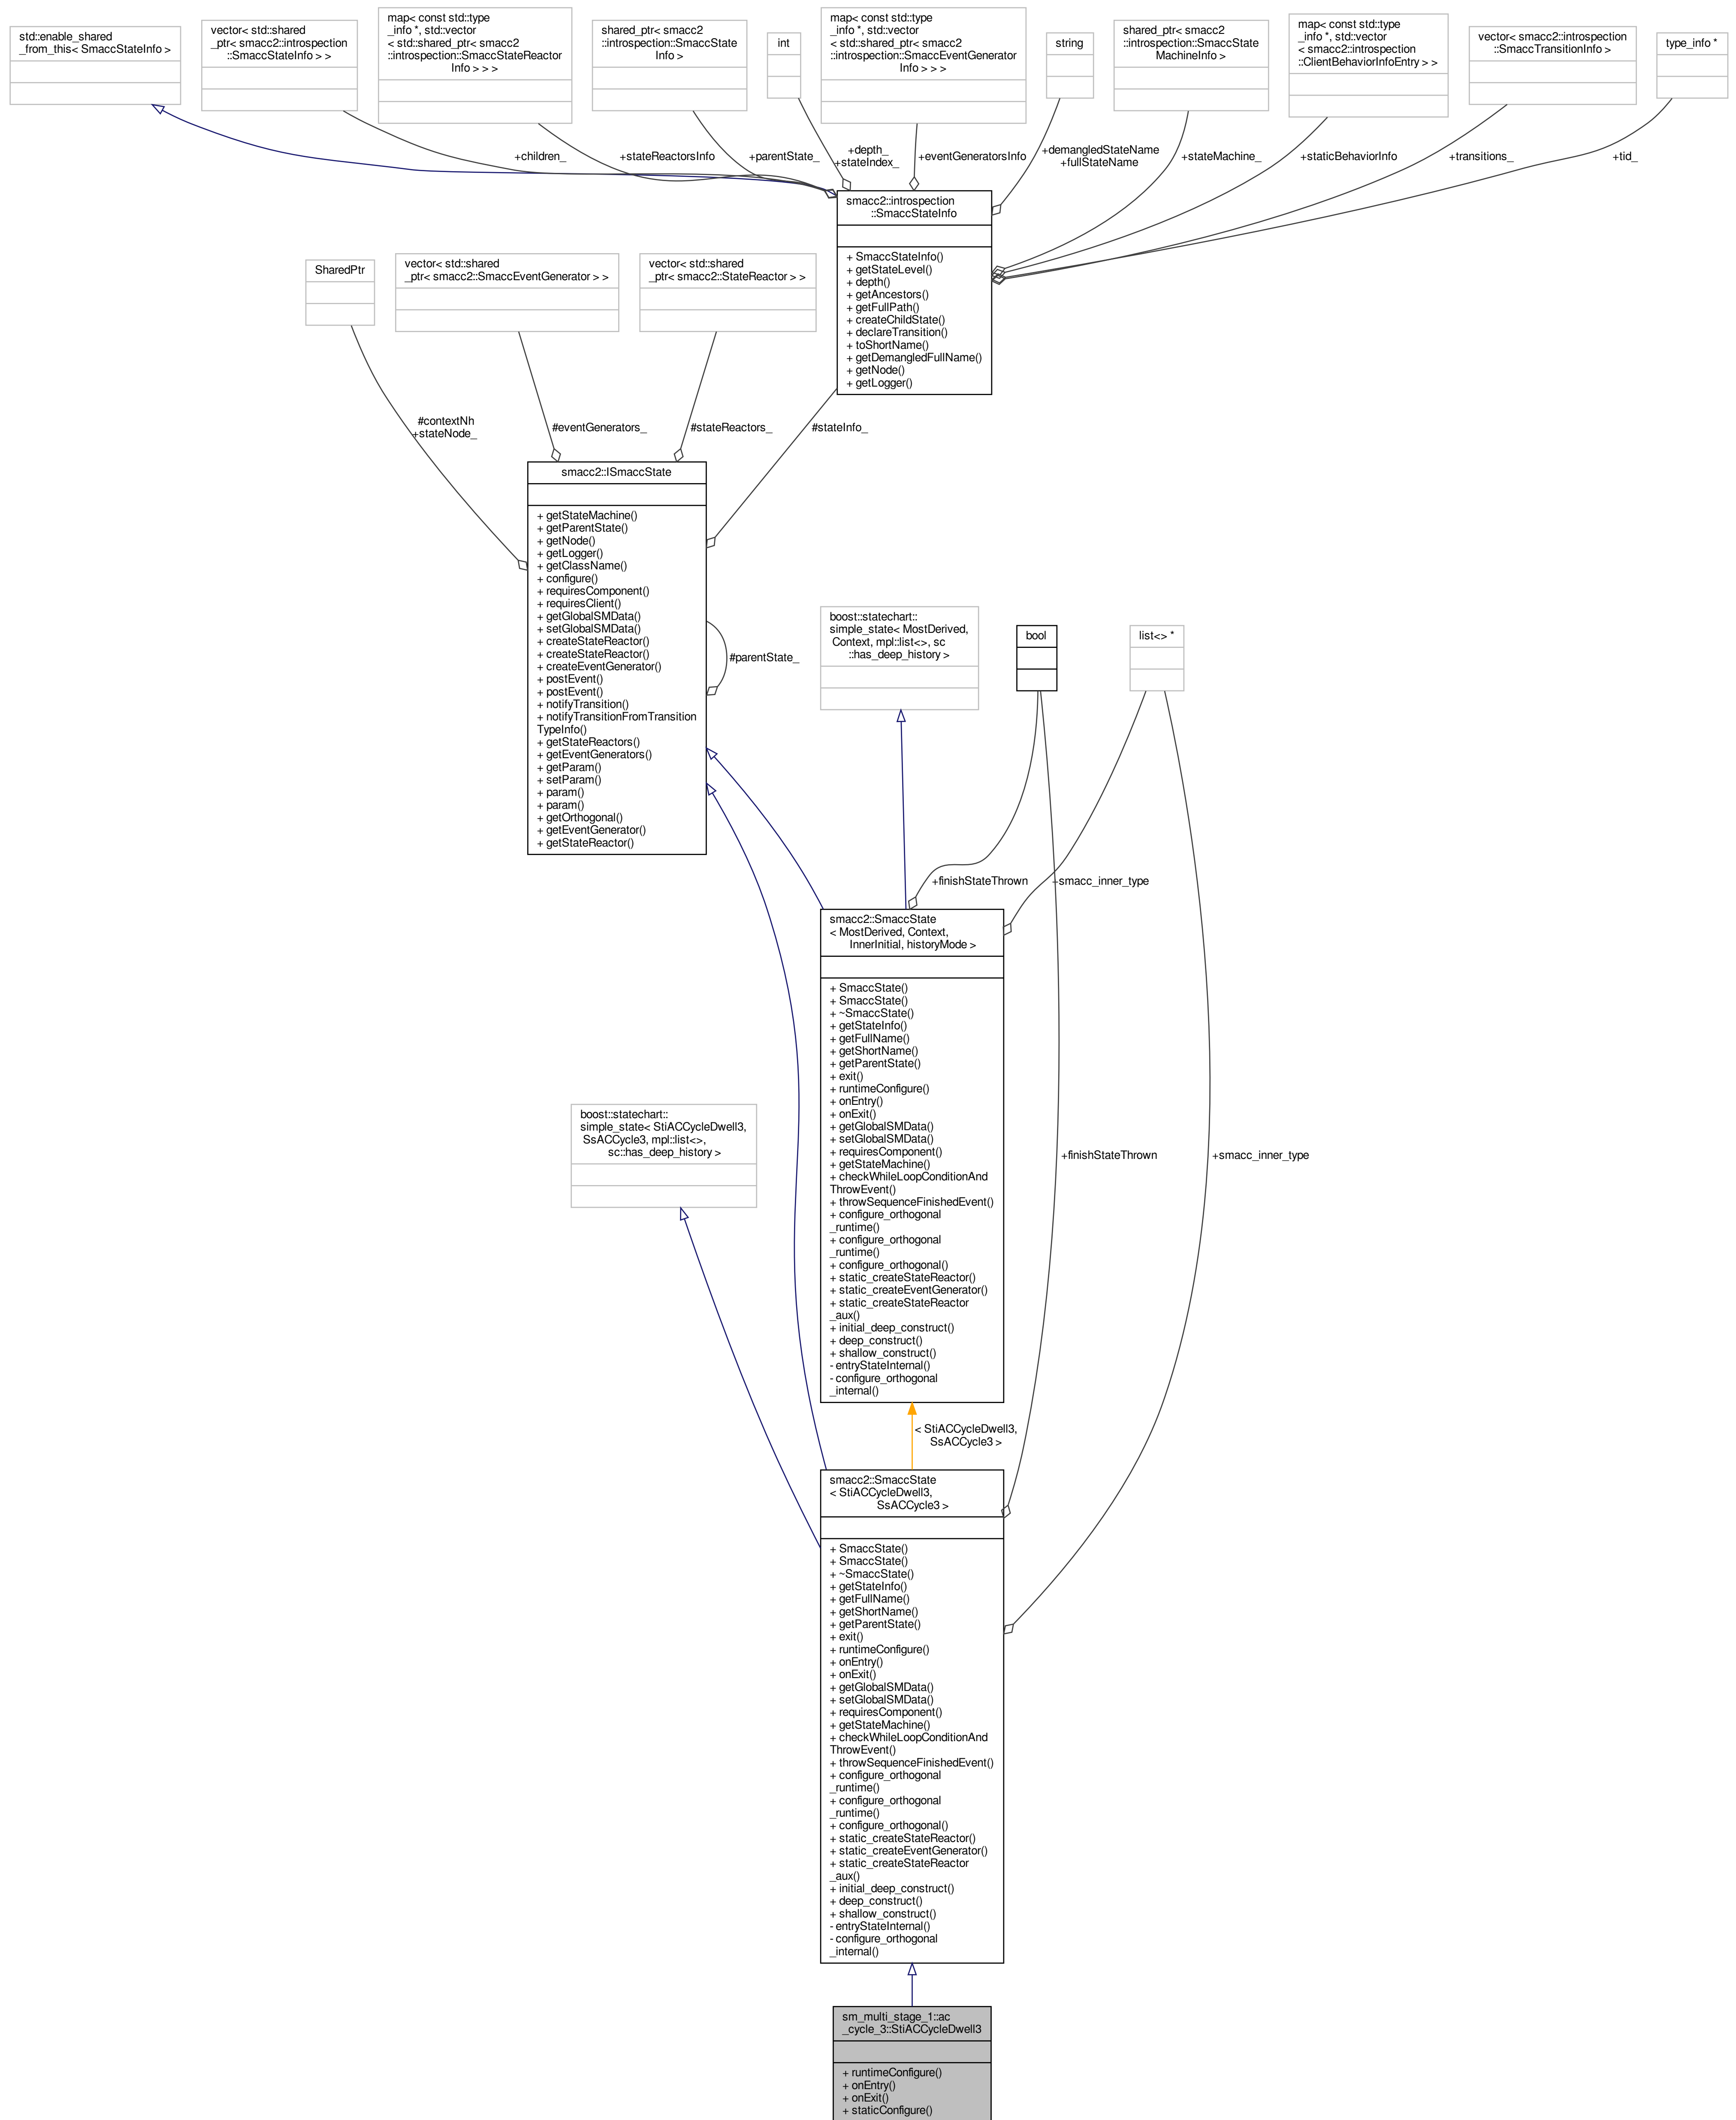 std::enable_shared
_from_this< SmaccStateInfo >
vector< std::shared
_ptr< smacc2::introspection
::SmaccStateInfo > >
map< const std::type
_info *, std::vector
< std::shared_ptr< smacc2
::introspection::SmaccStateReactor
Info > > >
shared_ptr< smacc2
::introspection::SmaccState
Info >
int
map< const std::type
_info *, std::vector
< std::shared_ptr< smacc2
::introspection::SmaccEventGenerator
Info > > >
string
shared_ptr< smacc2
::introspection::SmaccState
MachineInfo >
map< const std::type
_info *, std::vector
< smacc2::introspection
::ClientBehaviorInfoEntry > >
vector< smacc2::introspection
::SmaccTransitionInfo >
type_info *
+children_
+stateReactorsInfo
+parentState_
+depth_
+stateIndex_
+eventGeneratorsInfo
+demangledStateName
+fullStateName
+stateMachine_
+staticBehaviorInfo
+transitions_
+tid_
smacc2::introspection
::SmaccStateInfo
+ SmaccStateInfo()
+ getStateLevel()
+ depth()
+ getAncestors()
+ getFullPath()
+ createChildState()
+ declareTransition()
+ toShortName()
+ getDemangledFullName()
+ getNode()
+ getLogger()
SharedPtr
vector< std::shared
_ptr< smacc2::SmaccEventGenerator > >
vector< std::shared
_ptr< smacc2::StateReactor > >
#contextNh
+stateNode_
#eventGenerators_
#stateReactors_
#stateInfo_
smacc2::ISmaccState
+ getStateMachine()
+ getParentState()
+ getNode()
+ getLogger()
+ getClassName()
+ configure()
+ requiresComponent()
+ requiresClient()
+ getGlobalSMData()
+ setGlobalSMData()
+ createStateReactor()
+ createStateReactor()
+ createEventGenerator()
+ postEvent()
+ postEvent()
+ notifyTransition()
+ notifyTransitionFromTransition
TypeInfo()
+ getStateReactors()
+ getEventGenerators()
+ getParam()
+ setParam()
+ param()
+ param()
+ getOrthogonal()
+ getEventGenerator()
+ getStateReactor()
#parentState_
boost::statechart::
simple_state< MostDerived,
Context, mpl::list<>, sc
::has_deep_history >
bool
list<> *
+finishStateThrown
+smacc_inner_type
smacc2::SmaccState
< MostDerived, Context,
InnerInitial, historyMode >
+ SmaccState()
+ SmaccState()
+ ~SmaccState()
+ getStateInfo()
+ getFullName()
+ getShortName()
+ getParentState()
+ exit()
+ runtimeConfigure()
+ onEntry()
+ onExit()
+ getGlobalSMData()
+ setGlobalSMData()
+ requiresComponent()
+ getStateMachine()
+ checkWhileLoopConditionAnd
ThrowEvent()
+ throwSequenceFinishedEvent()
+ configure_orthogonal
_runtime()
+ configure_orthogonal
_runtime()
+ configure_orthogonal()
+ static_createStateReactor()
+ static_createEventGenerator()
+ static_createStateReactor
_aux()
+ initial_deep_construct()
+ deep_construct()
+ shallow_construct()
- entryStateInternal()
- configure_orthogonal
_internal()
boost::statechart::
simple_state< StiACCycleDwell3,
SsACCycle3, mpl::list<>,
sc::has_deep_history >
+finishStateThrown
+smacc_inner_type
< StiACCycleDwell3,
SsACCycle3 >
smacc2::SmaccState
< StiACCycleDwell3,
SsACCycle3 >
+ SmaccState()
+ SmaccState()
+ ~SmaccState()
+ getStateInfo()
+ getFullName()
+ getShortName()
+ getParentState()
+ exit()
+ runtimeConfigure()
+ onEntry()
+ onExit()
+ getGlobalSMData()
+ setGlobalSMData()
+ requiresComponent()
+ getStateMachine()
+ checkWhileLoopConditionAnd
ThrowEvent()
+ throwSequenceFinishedEvent()
+ configure_orthogonal
_runtime()
+ configure_orthogonal
_runtime()
+ configure_orthogonal()
+ static_createStateReactor()
+ static_createEventGenerator()
+ static_createStateReactor
_aux()
+ initial_deep_construct()
+ deep_construct()
+ shallow_construct()
- entryStateInternal()
- configure_orthogonal
_internal()
sm_multi_stage_1::ac
_cycle_3::StiACCycleDwell3
+ runtimeConfigure()
+ onEntry()
+ onExit()
+ staticConfigure()